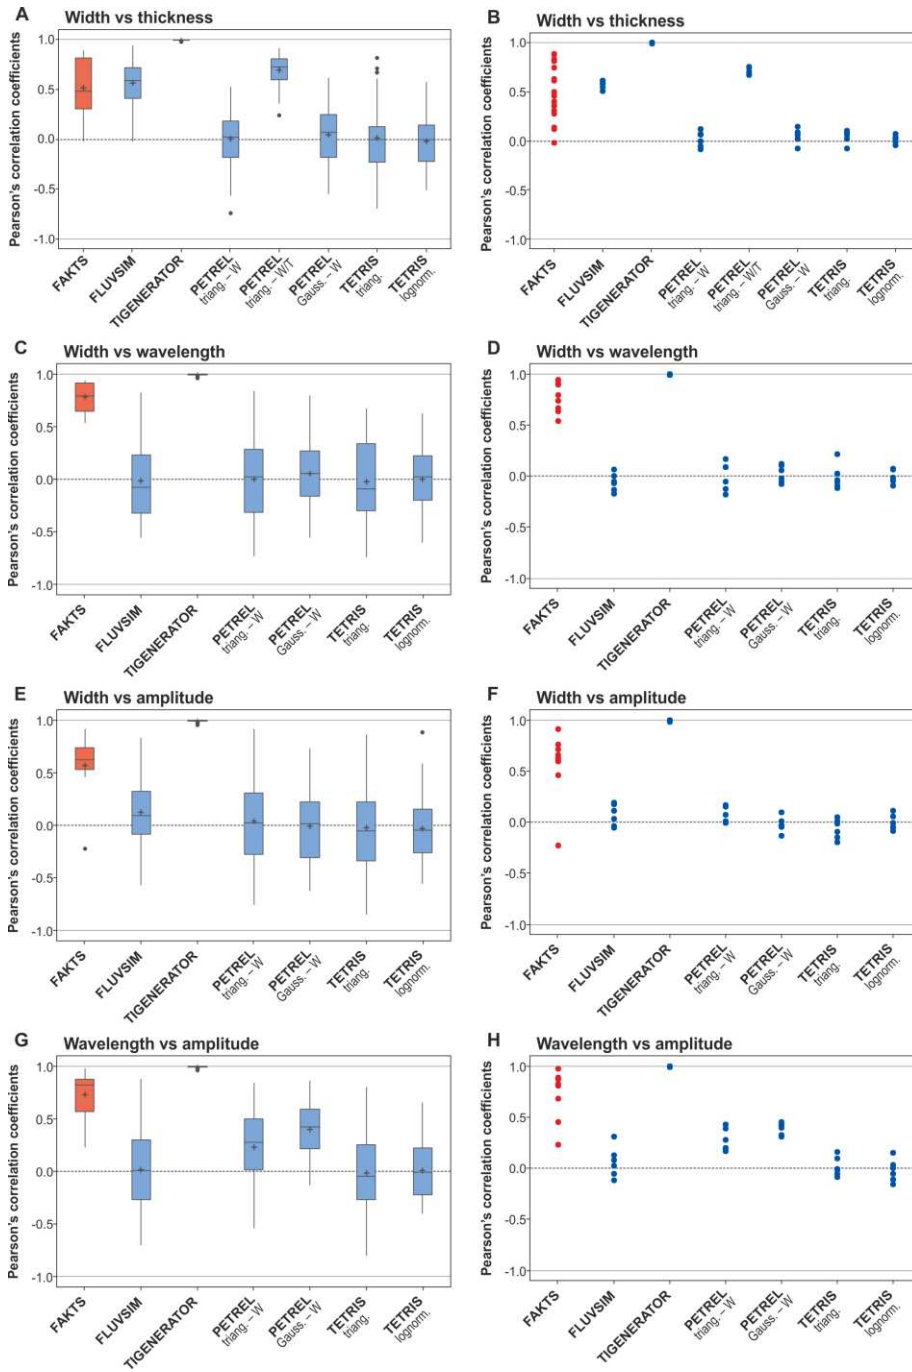 A Width vs thickness
Pearson's correlation coefficients
1.0
0.5
0.0
-0.5
-1.0
FAKTS
FLUVSIM
TIGENERATOR
PETREL
triang. – W
PETREL
triang. – W/T
PETREL
Gauss. – W
TETRIS
triang.
TETRIS
lognorm.
B Width vs thickness
Pearson's correlation coefficients
1.0
0.5
0.0
-0.5
-1.0
FAKTS
FLUVSIM
TIGENERATOR
PETREL
triang. – W
PETREL
triang. – W/T
PETREL
Gauss. – W
TETRIS
triang.
TETRIS
lognorm.
C Width vs wavelength
Pearson's correlation coefficients
1.0
0.5
0.0
-0.5
-1.0
FAKTS
FLUVSIM
TIGENERATOR
PETREL
triang. – W
PETREL
Gauss. – W
TETRIS
triang.
TETRIS
lognorm.
D Width vs wavelength
Pearson's correlation coefficients
1.0
0.5
0.0
-0.5
-1.0
FAKTS
FLUVSIM
TIGENERATOR
PETREL
triang. – W
PETREL
Gauss. – W
TETRIS
triang.
TETRIS
lognorm.
E Width vs amplitude
Pearson's correlation coefficients
1.0
0.5
0.0
-0.5
-1.0
FAKTS
FLUVSIM
TIGENERATOR
PETREL
triang. – W
PETREL
Gauss. – W
TETRIS
triang.
TETRIS
lognorm.
F Width vs amplitude
Pearson's correlation coefficients
1.0
0.5
0.0
-0.5
-1.0
FAKTS
FLUVSIM
TIGENERATOR
PETREL
triang. – W
PETREL
Gauss. – W
TETRIS
triang.
TETRIS
lognorm.
G Wavelength vs amplitude
Pearson's correlation coefficients
1.0
0.5
0.0
-0.5
-1.0
FAKTS
FLUVSIM
TIGENERATOR
PETREL
triang. – W
PETREL
Gauss. – W
TETRIS
triang.
TETRIS
lognorm.
H Wavelength vs amplitude
Pearson's correlation coefficients
1.0
0.5
0.0
-0.5
-1.0
FAKTS
FLUVSIM
TIGENERATOR
PETREL
triang. – W
PETREL
Gauss. – W
TETRIS
triang.
TETRIS
lognorm.